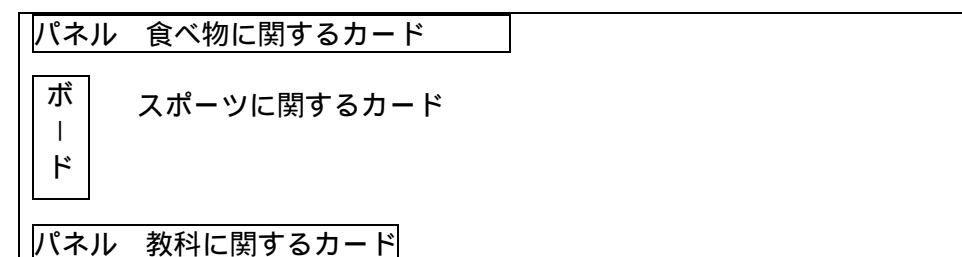 パネル　食べ物に関するカード
ボード
スポーツに関するカード
パネル　教科に関するカード